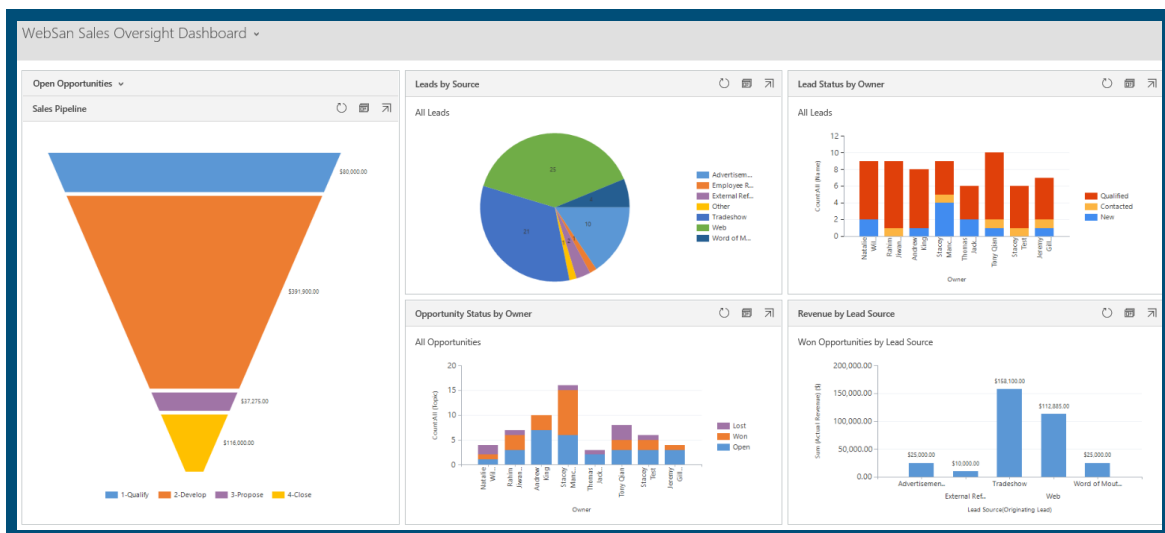 WebSan Sales Oversight Dashboard
Open Opportunities
Sales Pipeline
$80,000.00
$391,900.00
$37,275.00
$116,000.00
1-Qualify 2-Develop 3-Propose 4-Close
Leads by Source
All Leads
25
21
10
2
1
Advertisem...
Employee R...
External Ref...
Other
Tradeshow
Web
Word of M...
Lead Status by Owner
All Leads
12
10
8
6
4
2
0
Count:All (Name)
Natalie Wil...
Rahim Jiwan...
Andrew King
Stacey Manc...
Thomas Jack...
Tiny Qian
Stacey Test
Jeremy Gill...
Owner
Qualified
Contacted
New
Opportunity Status by Owner
All Opportunities
20
15
10
5
0
Count:All (Topic)
Natalie Wil...
Rahim Jiwan...
Andrew King
Stacey Manc...
Thomas Jack...
Tiny Qian
Stacey Test
Jeremy Gill...
Owner
Lost
Won
Open
Revenue by Lead Source
Won Opportunities by Lead Source
200,000.00
150,000.00
100,000.00
50,000.00
0.00
Sum (Actual Revenue) ($)
$25,000.00
$10,000.00
$112,885.00
$25,000.00
Advertisemen...
External Ref...
Tradeshow
Web
Word of Mout...
Lead Source(Originating Lead)